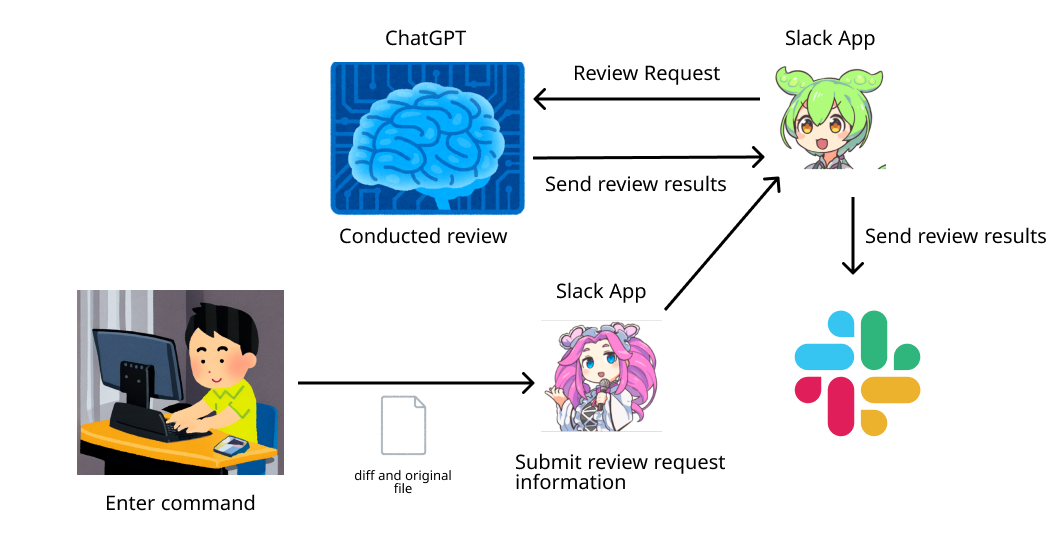 ChatGPT
Slack App
Review Request
Send review results
Conducted review
Send review results
Slack App
diff and original
file
Submit review request
information
Enter command